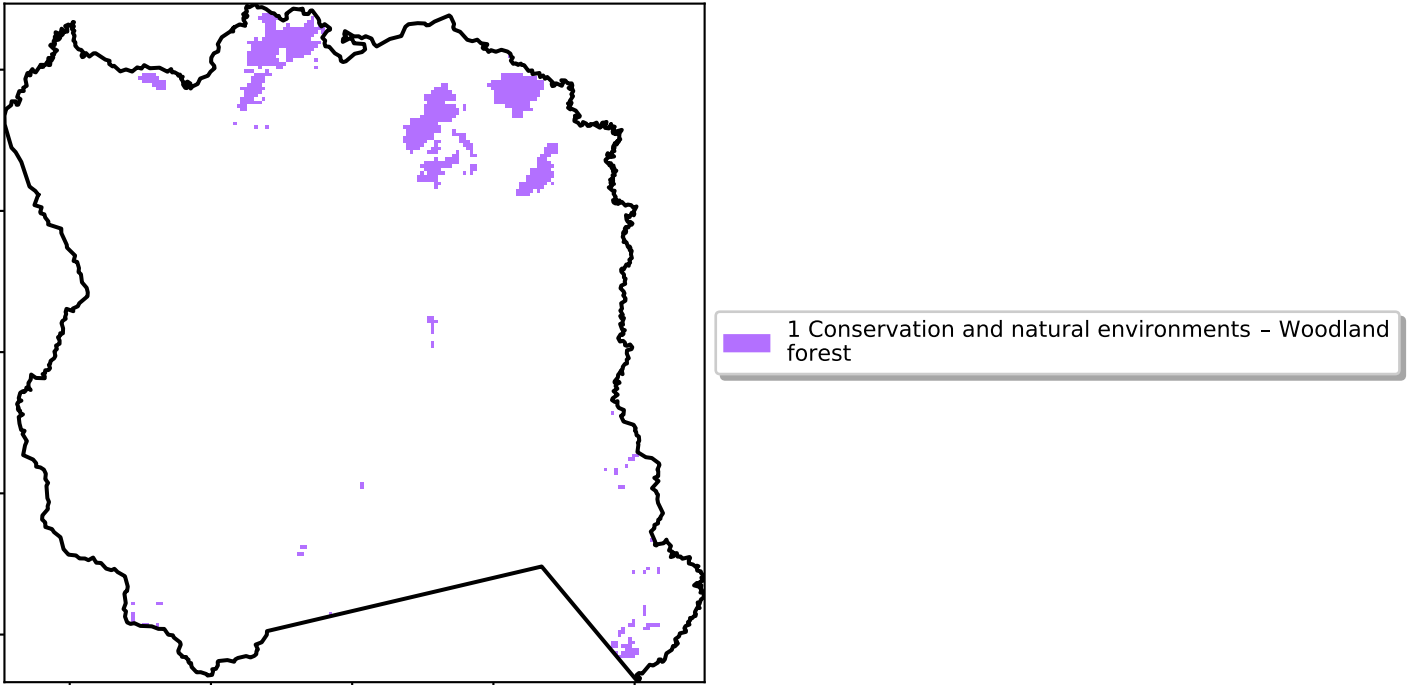 1 Conservation and natural environments – Woodland
forest